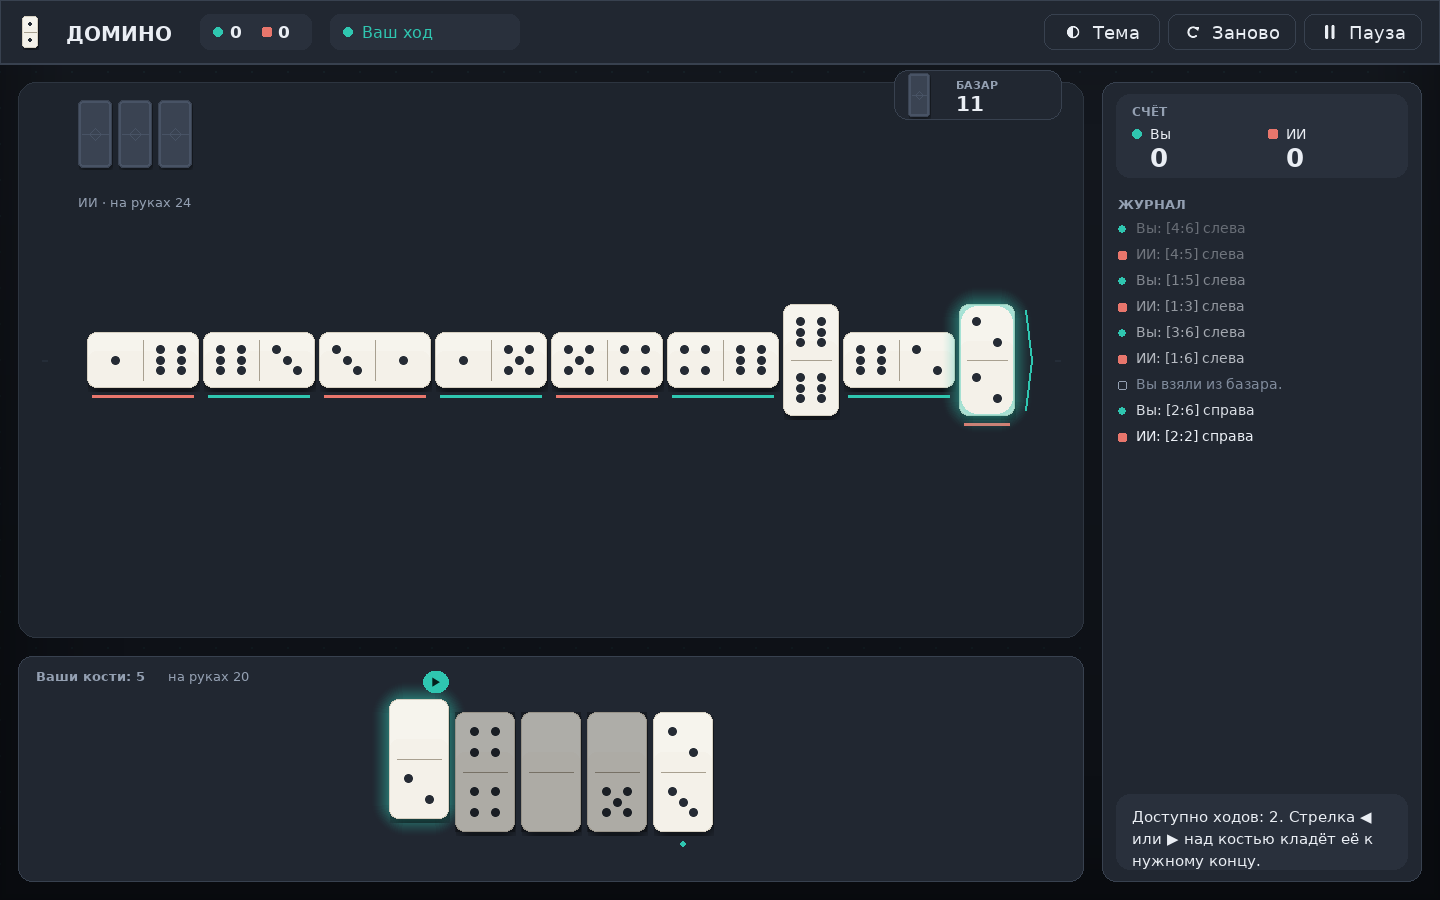 ДОМИНО
0
0
Ваш ход
Тема
Заново
Пауза
БАЗАР
11
ИИ · на руках 24
СЧЁТ
Вы
ИИ
0
0
ЖУРНАЛ
Вы: [4:6] слева
ИИ: [4:5] слева
Вы: [1:5] слева
ИИ: [1:3] слева
Вы: [3:6] слева
ИИ: [1:6] слева
Вы взяли из базара.
Вы: [2:6] справа
ИИ: [2:2] справа
Ваши кости: 5
на руках 20
Доступно ходов: 2. Стрелка ◀
или ▶ над костью кладёт её к
нужному концу.